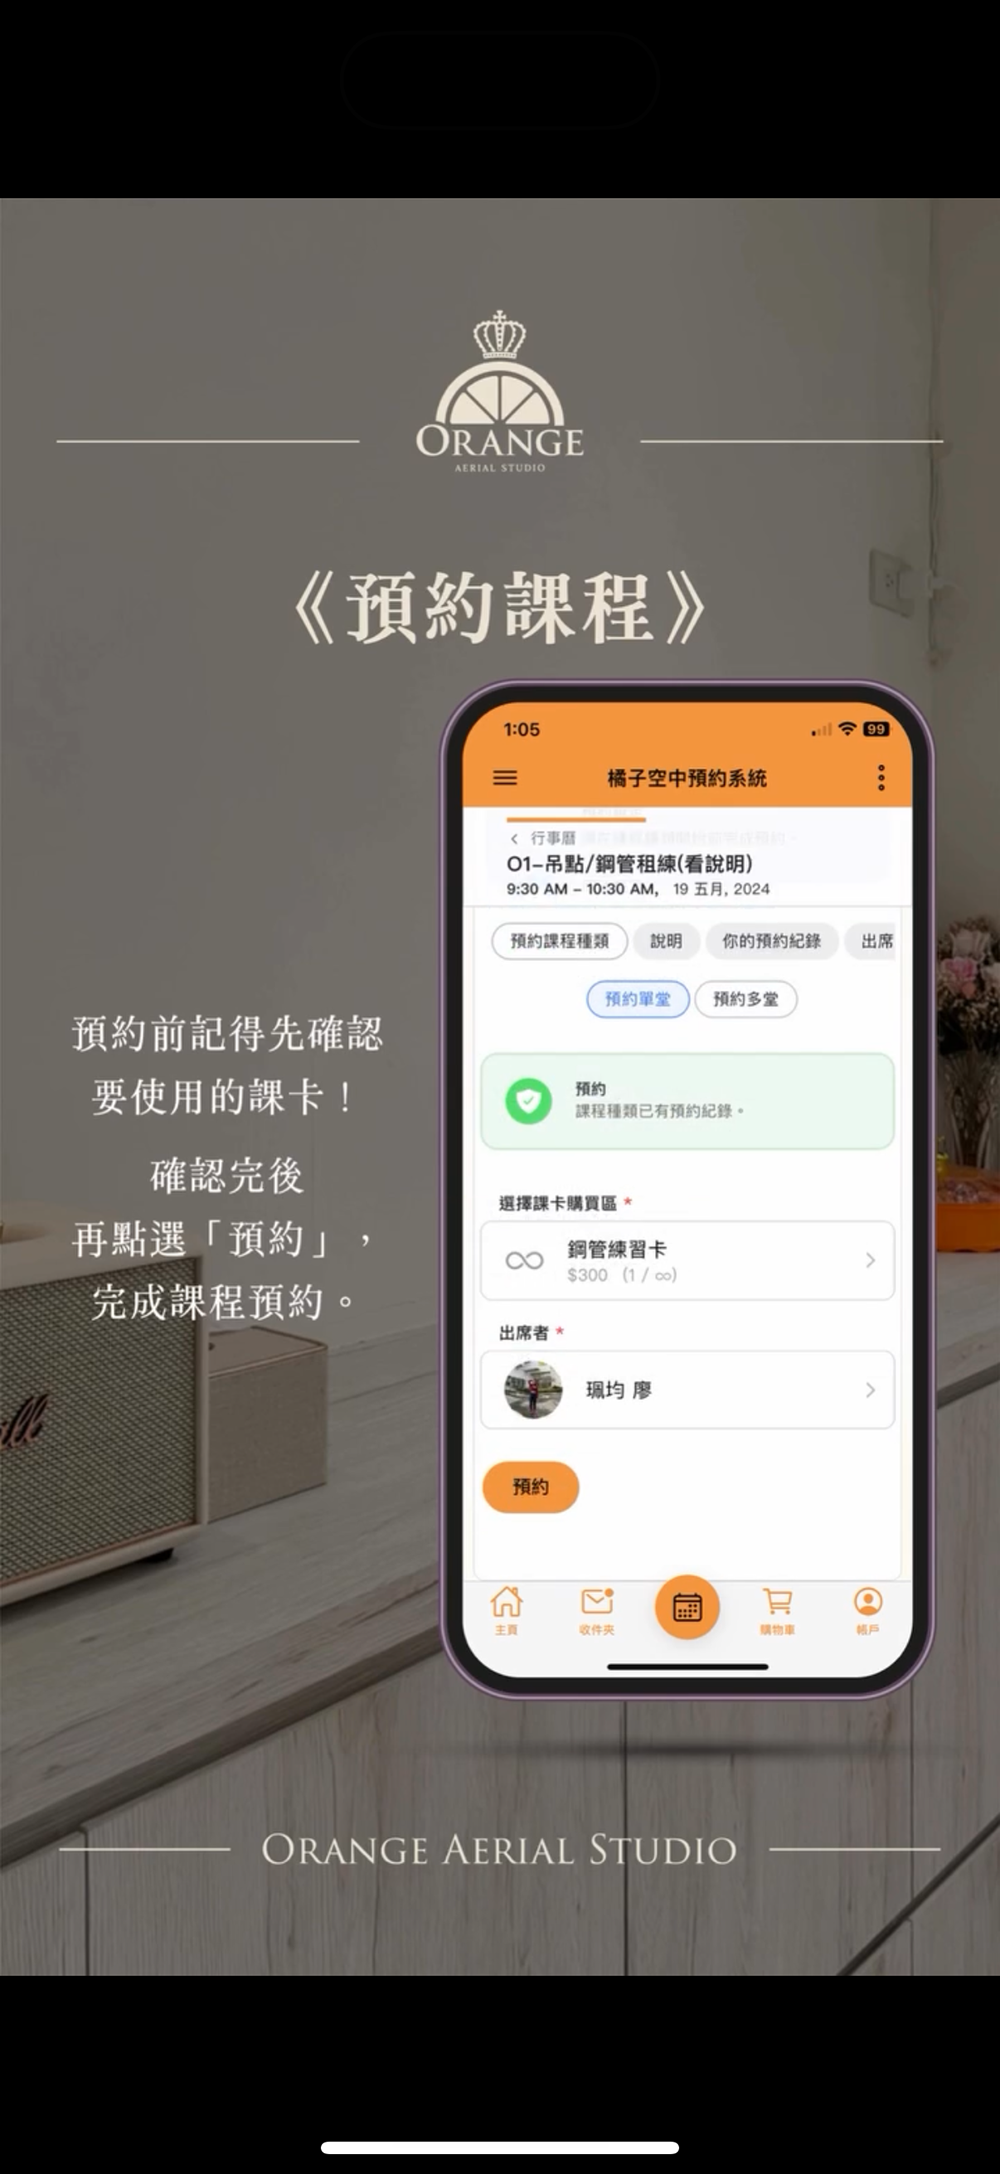 ORANGE
AERIAL STUDIO
《預約課程》
預約前記得先確認
要使用的課卡！
確認完後
再點選「預約」，
完成課程預約。
1:05
99
橘子空中預約系統
行事曆
O1-吊點/鋼管租練(看說明)
9:30 AM – 10:30 AM, 19 五月, 2024
預約課程種類
說明
你的預約紀錄
出席
預約單堂
預約多堂
預約
課程種類已有預約紀錄。
選擇課卡購買區 *
鋼管練習卡
$300 (1 / ∞)
出席者 *
珮均 廖
預約
主頁
收件夾
購物車
帳戶
ORANGE AERIAL STUDIO